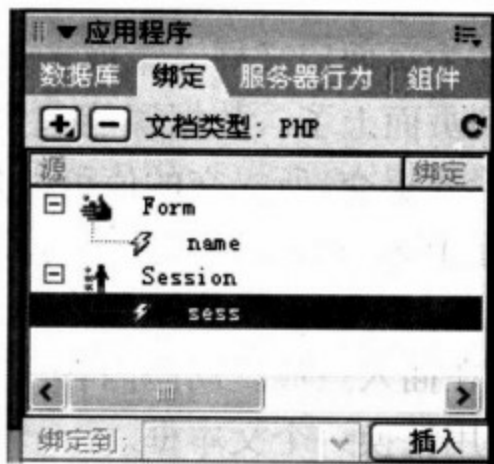 应用程序
数据库 绑定 服务器行为 组件
文档类型: PHP
源 绑定
Form
name
Session
sess
绑定到: 插入